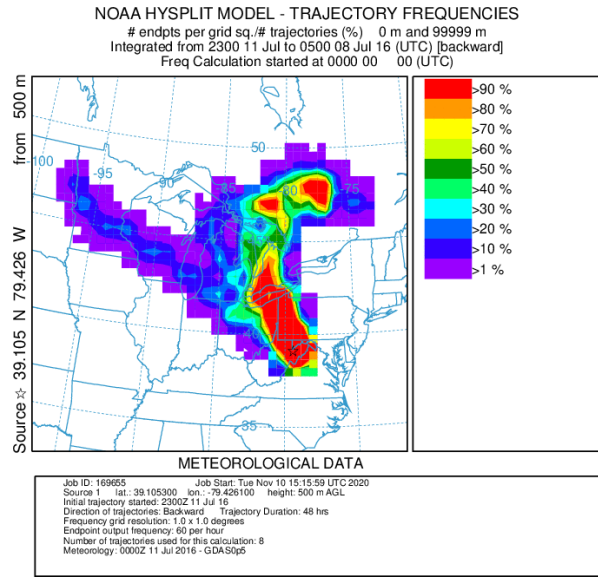 NOAA HYSPLIT MODEL - TRAJECTORY FREQUENCIES
# endpts per grid sq./# trajectories (%) 0 m and 99999 m
Integrated from 2300 11 Jul to 0500 08 Jul 16 (UTC) [backward]
Freq Calculation started at 0000 00 00 (UTC)
Source ☆ 39.105 N 79.426 W from 500 m
>90 %
>80 %
>70 %
>60 %
>50 %
>40 %
>30 %
>20 %
>10 %
>1 %
50
-100
-95
-90
-85
-80
-75
45
40
35
METEOROLOGICAL DATA
Job ID: 169655 Job Start: Tue Nov 10 15:15:59 UTC 2020
Source 1 lat.: 39.105300 lon.: -79.426100 height: 500 m AGL
Initial trajectory started: 2300Z 11 Jul 16
Direction of trajectories: Backward Trajectory Duration: 48 hrs
Frequency grid resolution: 1.0 x 1.0 degrees
Endpoint output frequency: 60 per hour
Number of trajectories used for this calculation: 8
Meteorology: 0000Z 11 Jul 2016 - GDAS0p5